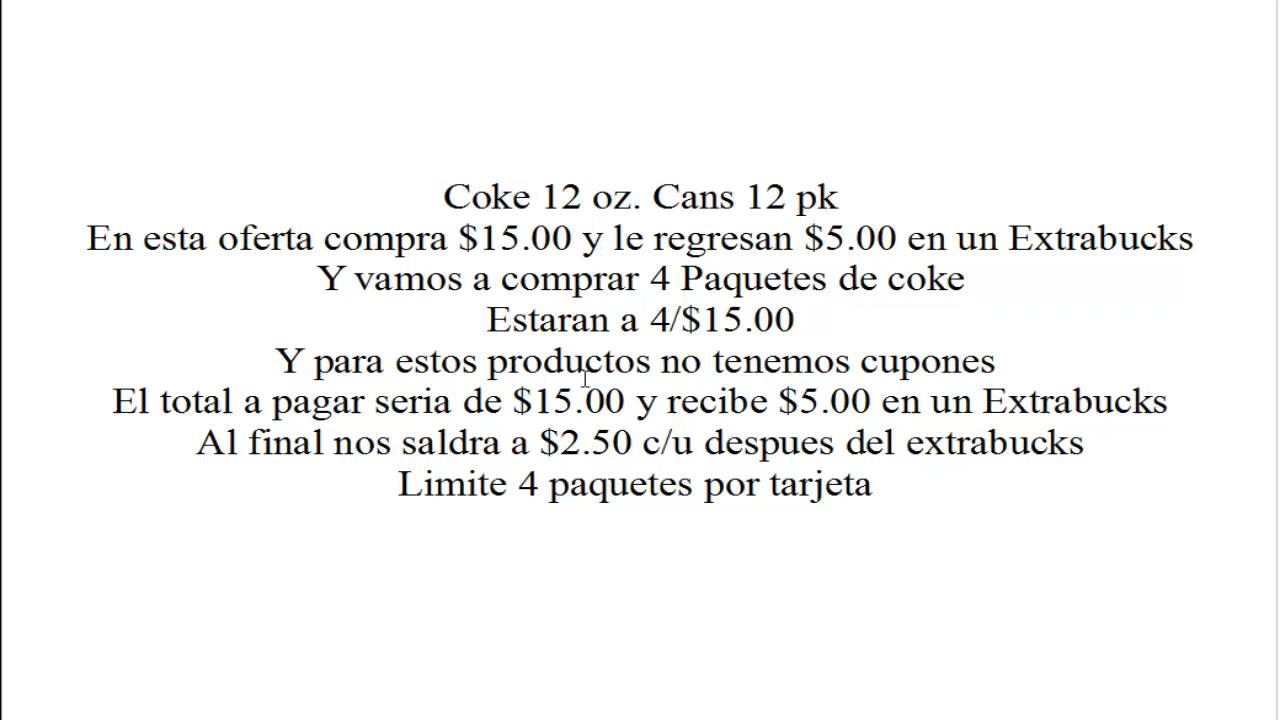 Coke 12 oz. Cans 12 pk
En esta oferta compra $15.00 y le regresan $5.00 en un Extrabucks
Y vamos a comprar 4 Paquetes de coke
Estaran a 4/$15.00
Y para estos productos no tenemos cupones
El total a pagar seria de $15.00 y recibe $5.00 en un Extrabucks
Al final nos saldra a $2.50 c/u despues del extrabucks
Limite 4 paquetes por tarjeta